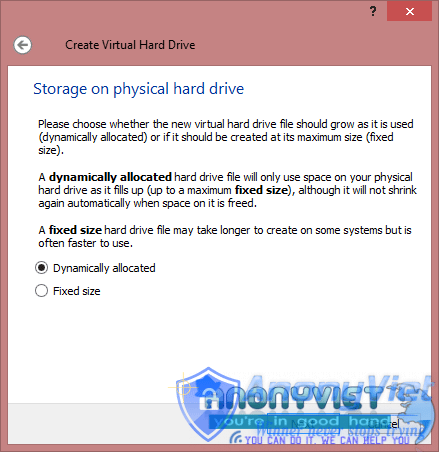 ?
Create Virtual Hard Drive
Storage on physical hard drive
Please choose whether the new virtual hard drive file should grow as it is used
(dynamically allocated) or if it should be created at its maximum size (fixed
size).
A dynamically allocated hard drive file will only use space on your physical
hard drive as it fills up (up to a maximum fixed size), although it will not shrink
again automatically when space on it is freed.
A fixed size hard drive file may take longer to create on some systems but is
often faster to use.
Dynamically allocated
Fixed size
AnonyViet
ANONYVIET
you're in good hand
Winner never stops trying
YOU CAN DO IT, WE CAN HELP YOU